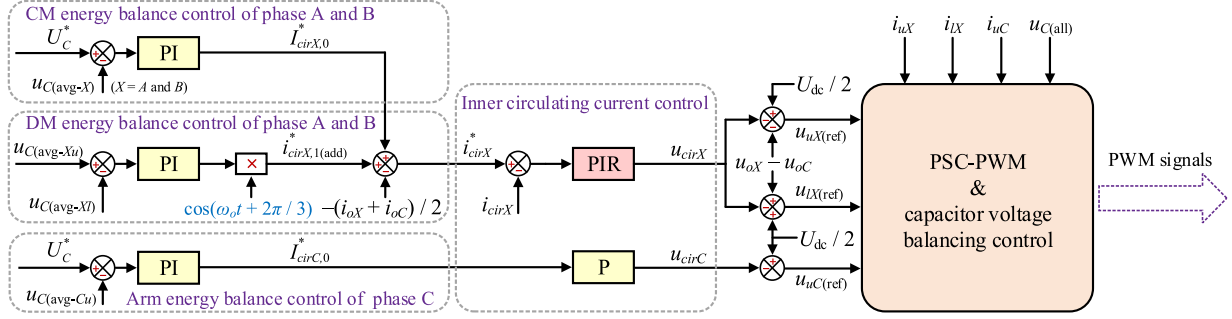 CM energy balance control of phase A and B
U*C
PI
I*cirX,0
uC(avg-X)
(X = A and B)
DM energy balance control of phase A and B
uC(avg-Xu)
PI
×
i*cirX,1(add)
uC(avg-Xl)
cos(ωot + 2π / 3)
−(ioX + ioC) / 2
U*C
PI
I*cirC,0
uC(avg-Cu)
Arm energy balance control of phase C
Inner circulating current control
i*cirX
PIR
ucirX
icirX
P
ucirC
Udc / 2
uuX(ref)
uoX − uoC
ulX(ref)
Udc / 2
uuC(ref)
iuX
ilX
iuC
uC(all)
PSC-PWM
&
capacitor voltage
balancing control
PWM signals